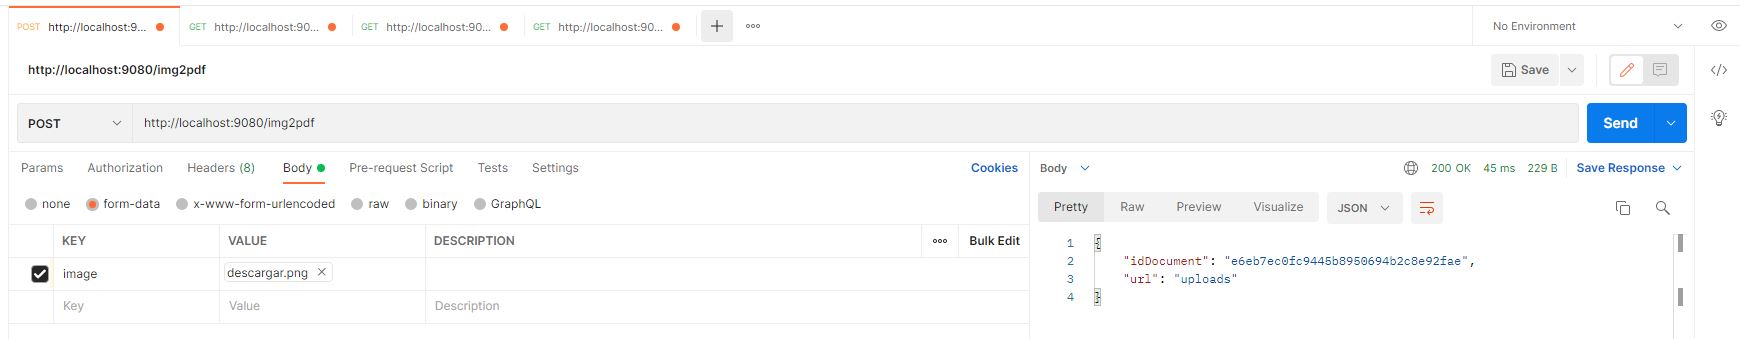 POST http://localhost:9... GET http://localhost:90... GET http://localhost:90... GET http://localhost:90... + No Environment
http://localhost:9080/img2pdf Save
POST http://localhost:9080/img2pdf Send
Params Authorization Headers (8) Body Pre-request Script Tests Settings Cookies
none form-data x-www-form-urlencoded raw binary GraphQL
KEY VALUE DESCRIPTION Bulk Edit
image descargar.png
Key Value Description
Body 200 OK 45 ms 229 B Save Response
Pretty Raw Preview Visualize JSON
1 {
2 "idDocument": "e6eb7ec0fc9445b8950694b2c8e92fae",
3 "url": "uploads"
4 }